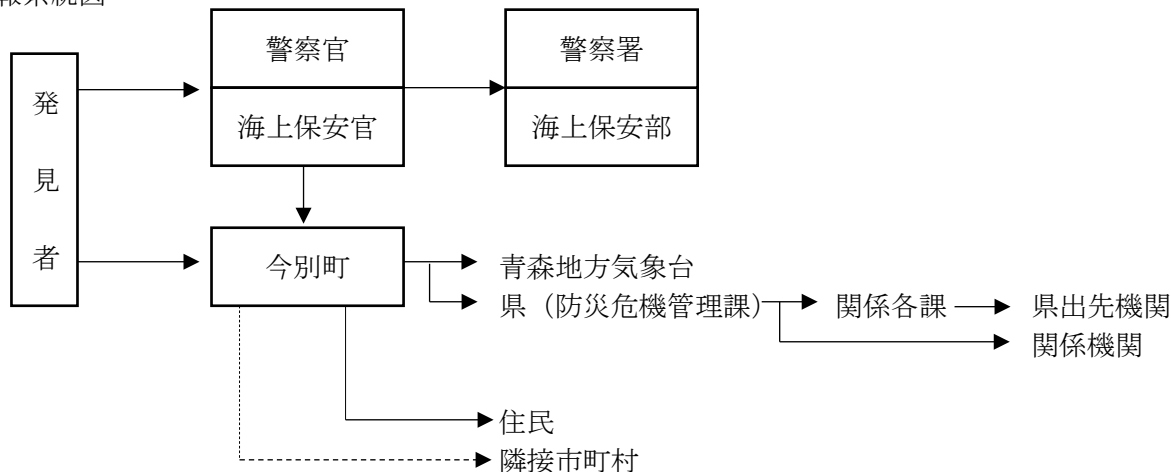 報系統図
警察官
警察署
発見者
海上保安官
海上保安部
今別町
青森地方気象台
県（防災危機管理課）
関係各課
県出先機関
関係機関
住民
隣接市町村